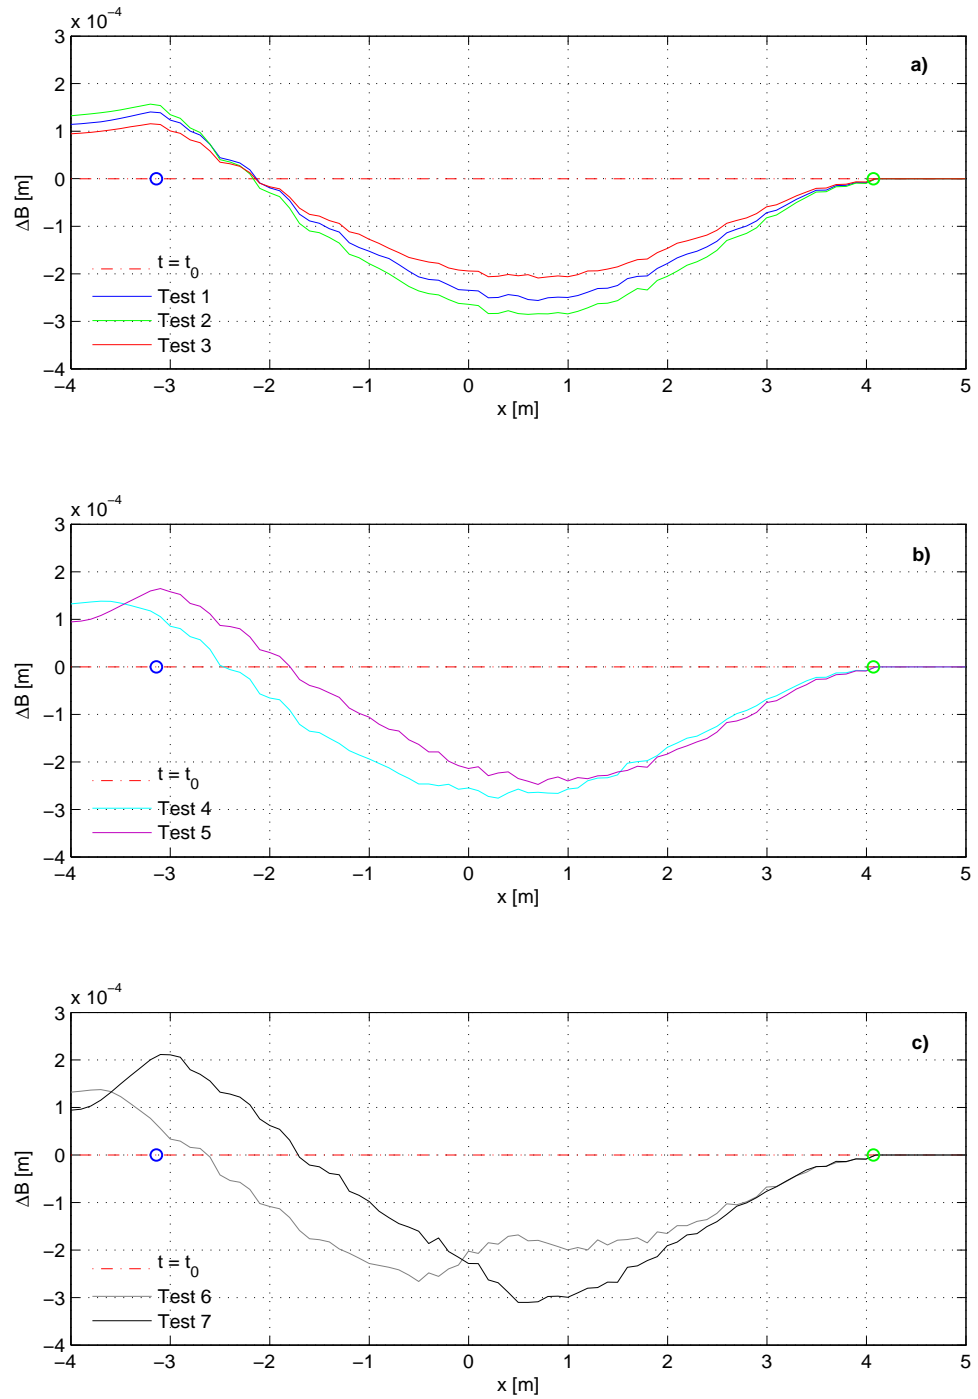 x 10⁻⁴
3
a)
2
1
0
−1
−2
−3
−4
ΔB [m]
t = t₀
Test 1
Test 2
Test 3
−4 −3 −2 −1 0 1 2 3 4 5
x [m]
x 10⁻⁴
3
b)
2
1
0
−1
−2
−3
−4
ΔB [m]
t = t₀
Test 4
Test 5
−4 −3 −2 −1 0 1 2 3 4 5
x [m]
x 10⁻⁴
3
c)
2
1
0
−1
−2
−3
−4
ΔB [m]
t = t₀
Test 6
Test 7
−4 −3 −2 −1 0 1 2 3 4 5
x [m]